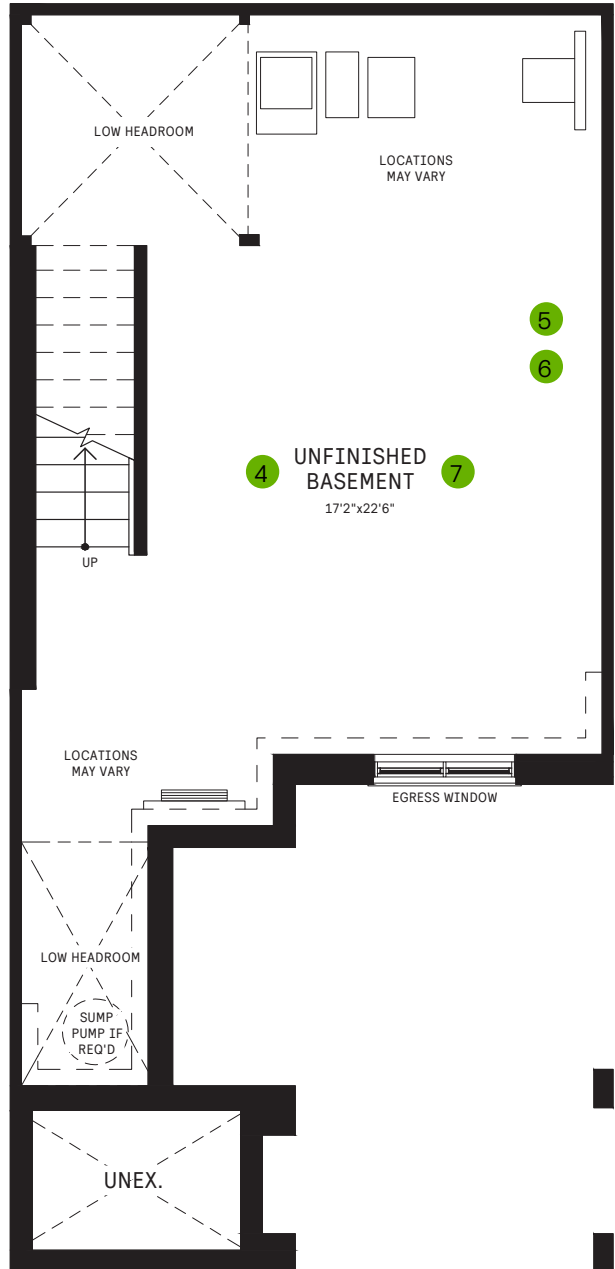 LOW HEADROOM
LOCATIONS
MAY VARY
5
6
4
UNFINISHED
BASEMENT
7
17'2"x22'6"
UP
LOCATIONS
MAY VARY
EGRESS WINDOW
LOW HEADROOM
SUMP
PUMP IF
REQ'D
UNEX.